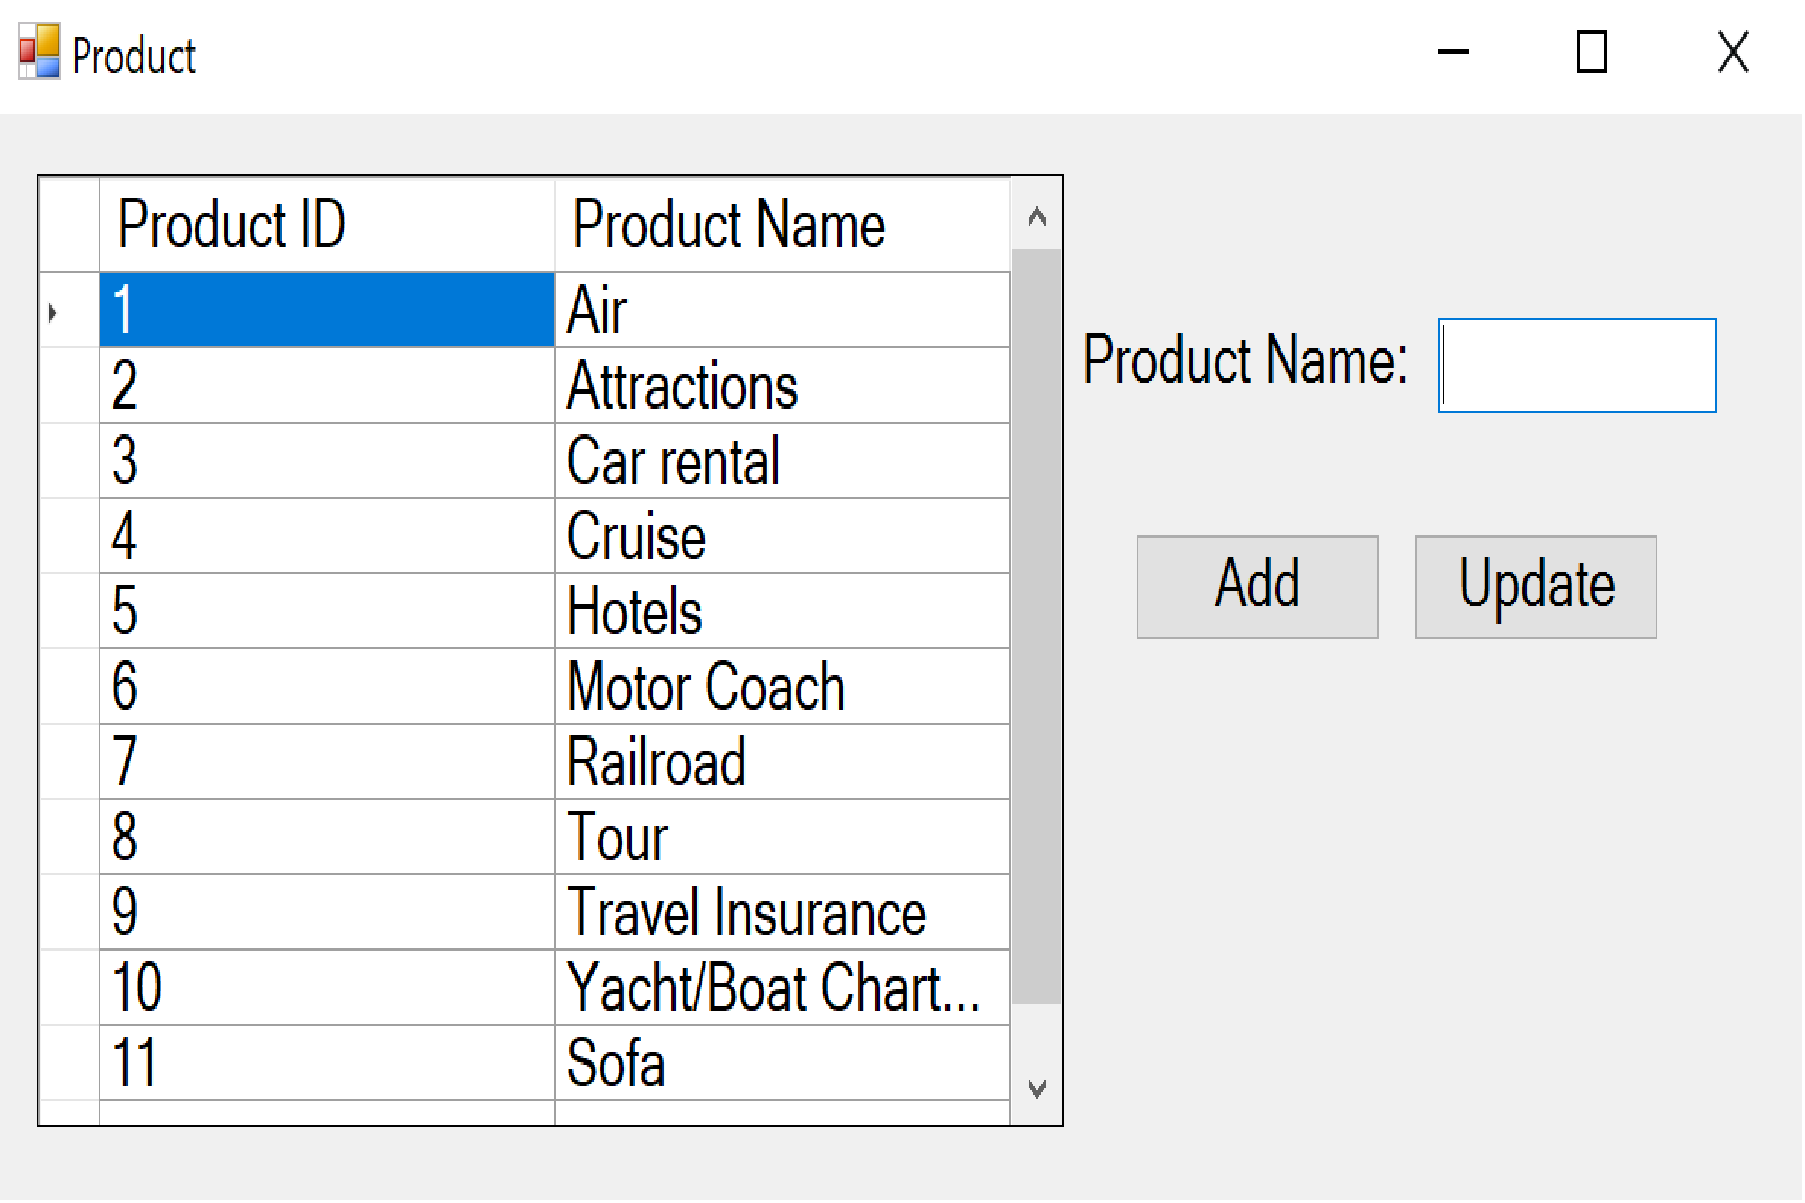 Product
Product ID Product Name
1 Air
2 Attractions
3 Car rental
4 Cruise
5 Hotels
6 Motor Coach
7 Railroad
8 Tour
9 Travel Insurance
10 Yacht/Boat Chart...
11 Sofa
Product Name:
Add Update